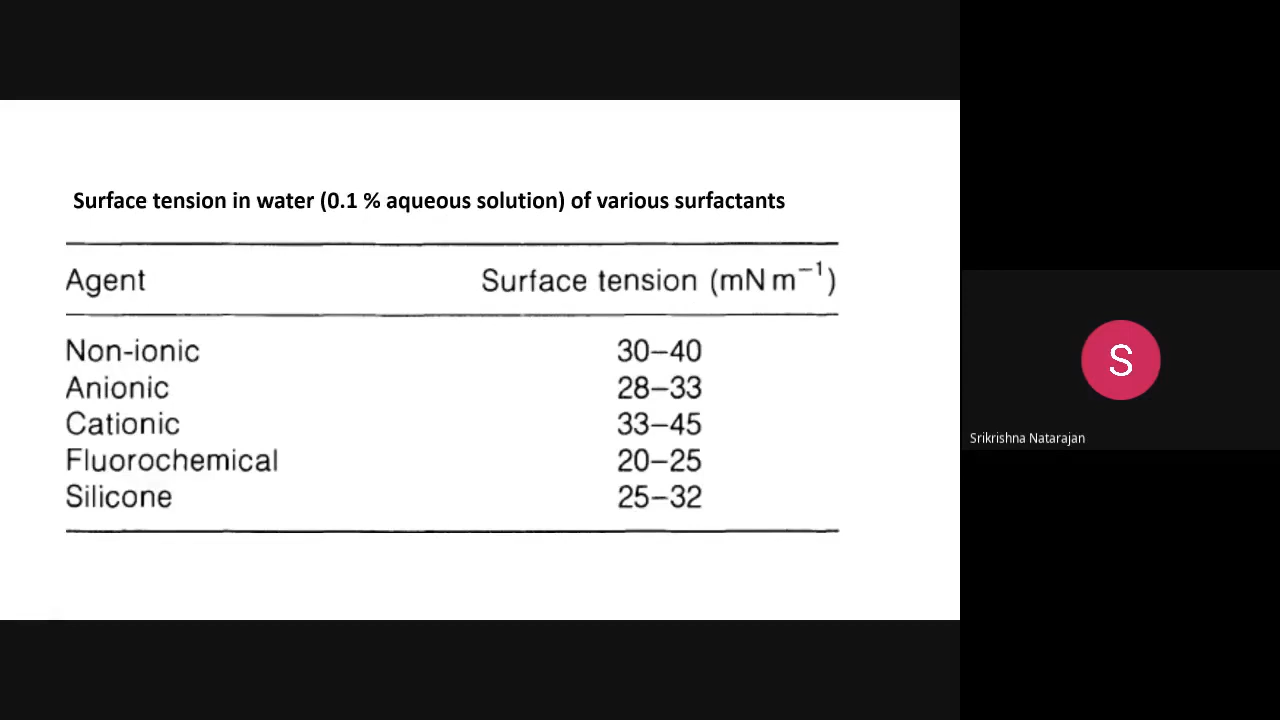 Surface tension in water (0.1 % aqueous solution) of various surfactants
Agent Surface tension (mN m⁻¹)
Non-ionic 30–40
Anionic 28–33
Cationic 33–45
Fluorochemical 20–25
Silicone 25–32
S
Srikrishna Natarajan